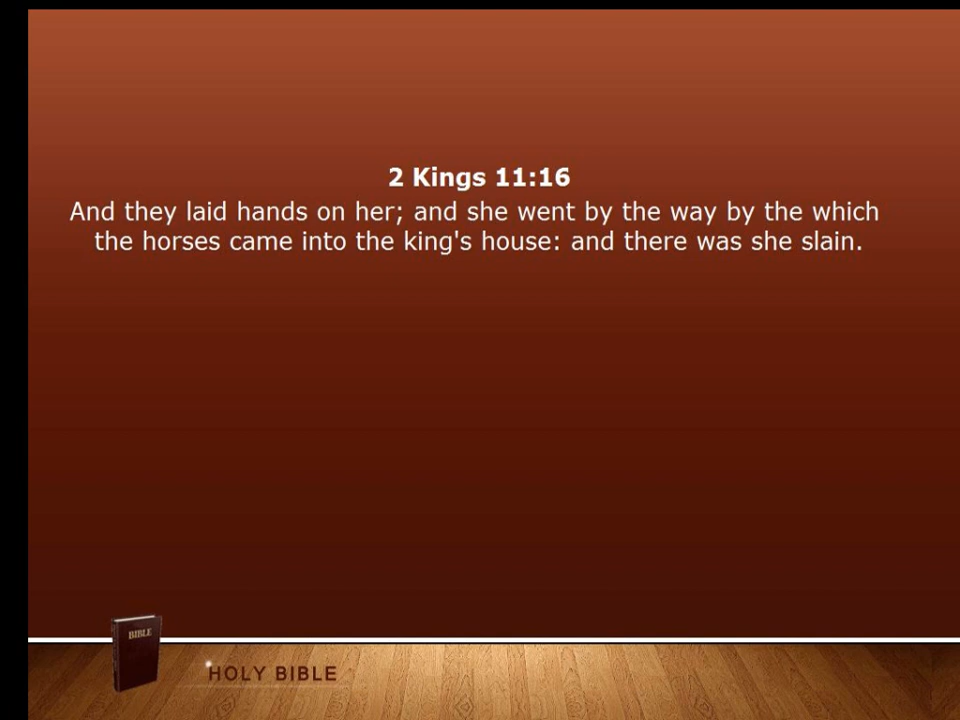 2 Kings 11:16
And they laid hands on her; and she went by the way by the which
the horses came into the king's house: and there was she slain.
BIBLE
HOLY BIBLE